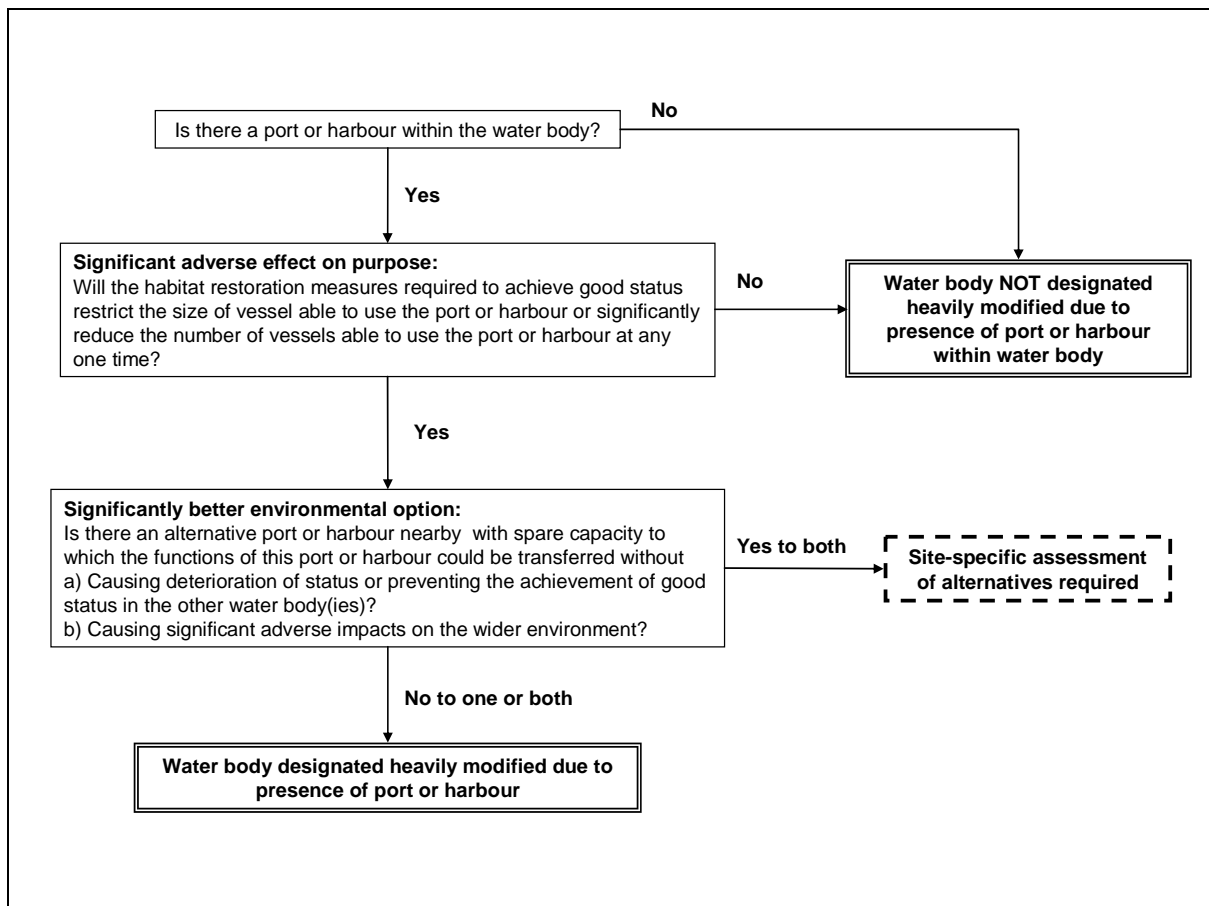 No
Is there a port or harbour within the water body?
Yes
Significant adverse effect on purpose:
Will the habitat restoration measures required to achieve good status
restrict the size of vessel able to use the port or harbour or significantly
reduce the number of vessels able to use the port or harbour at any
one time?
No
Water body NOT designated
heavily modified due to
presence of port or harbour
within water body
Yes
Significantly better environmental option:
Is there an alternative port or harbour nearby  with spare capacity to
which the functions of this port or harbour could be transferred without
a) Causing deterioration of status or preventing the achievement of good
status in the other water body(ies)?
b) Causing significant adverse impacts on the wider environment?
Yes to both
Site-specific assessment
of alternatives required
No to one or both
Water body designated heavily modified due to
presence of port or harbour